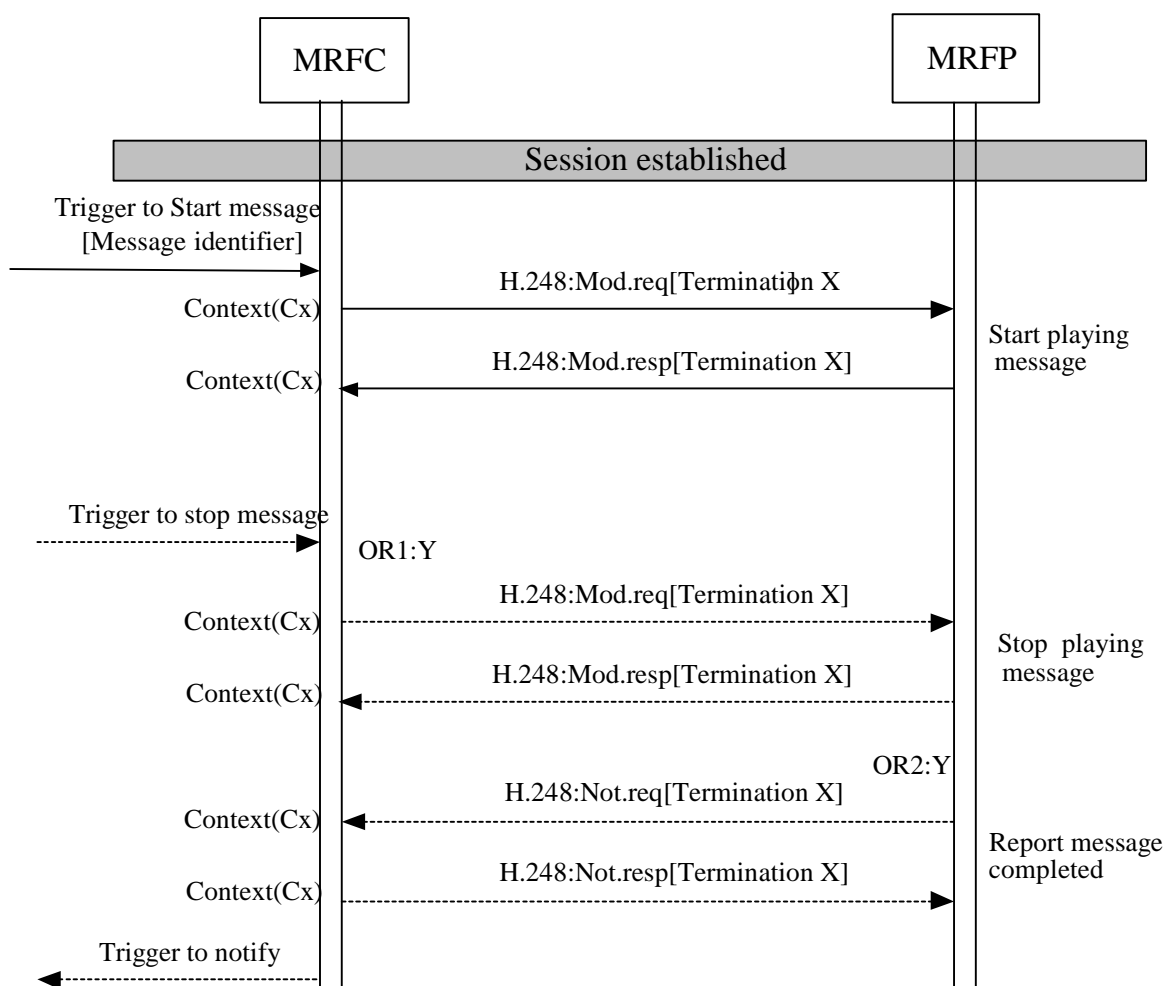 MRFC
MRFP
Session established
Trigger to Start message
[Message identifier]
H.248:Mod.req[Termination X
Context(Cx)
Start playing
message
H.248:Mod.resp[Termination X]
Context(Cx)
Trigger to stop message
OR1:Y
H.248:Mod.req[Termination X]
Context(Cx)
Stop playing
message
H.248:Mod.resp[Termination X]
Context(Cx)
OR2:Y
H.248:Not.req[Termination X]
Context(Cx)
Report message
completed
H.248:Not.resp[Termination X]
Context(Cx)
Trigger to notify